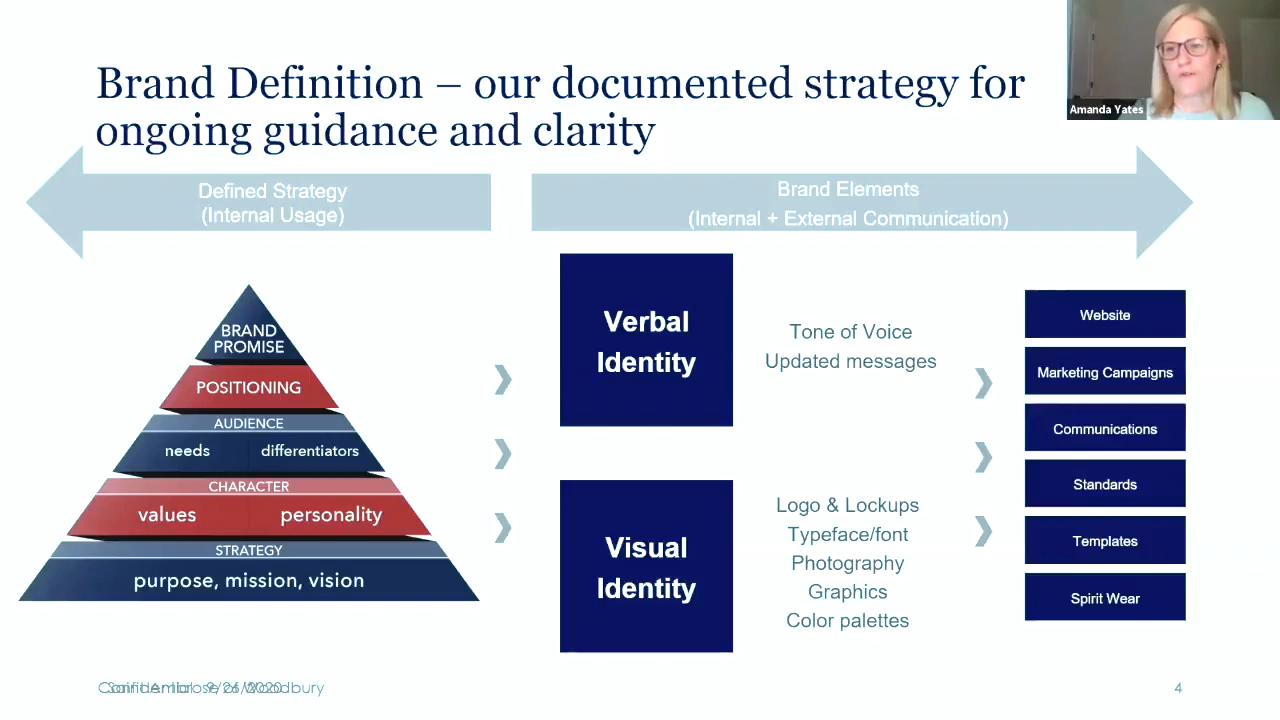 Brand Definition – our documented strategy for
ongoing guidance and clarity
Amanda Yates
Defined Strategy
(Internal Usage)
Brand Elements
(Internal + External Communication)
BRAND
PROMISE
POSITIONING
AUDIENCE
needs differentiators
CHARACTER
values personality
STRATEGY
purpose, mission, vision
Verbal
Identity
Tone of Voice
Updated messages
Visual
Identity
Logo & Lockups
Typeface/font
Photography
Graphics
Color palettes
Website
Marketing Campaigns
Communications
Standards
Templates
Spirit Wear
Woodbury
4